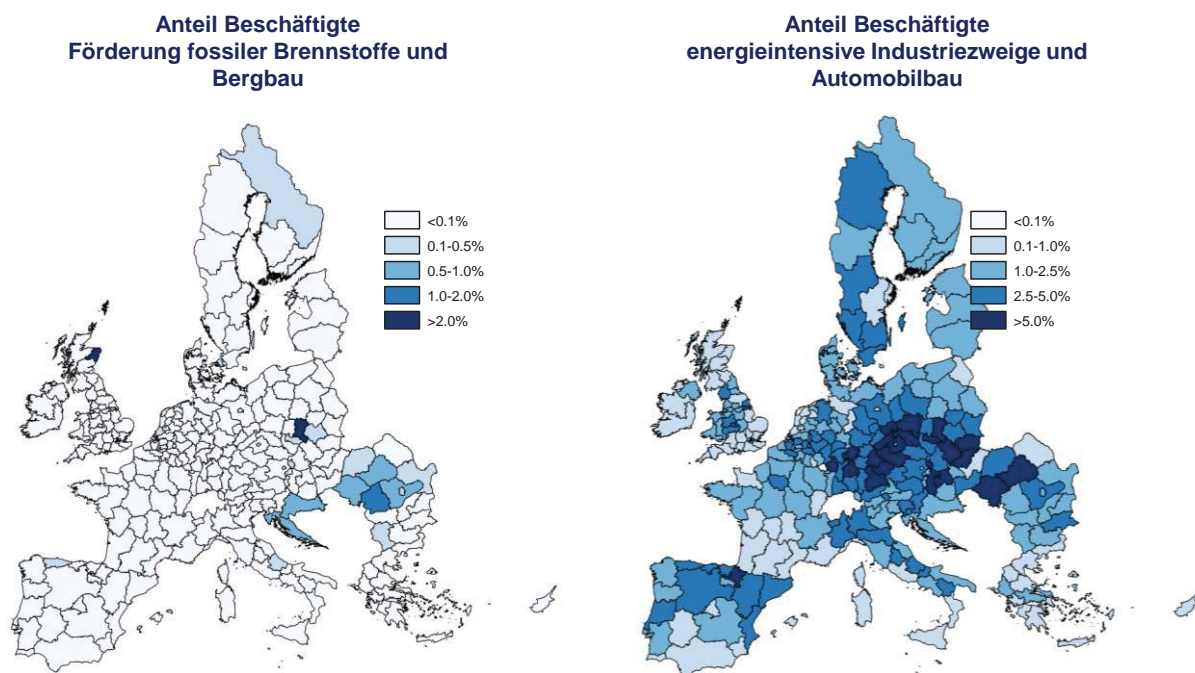 Anteil Beschäftigte
Förderung fossiler Brennstoffe und
Bergbau
<0.1%
0.1-0.5%
0.5-1.0%
1.0-2.0%
>2.0%
Anteil Beschäftigte
energieintensive Industriezweige und
Automobilbau
<0.1%
0.1-1.0%
1.0-2.5%
2.5-5.0%
>5.0%